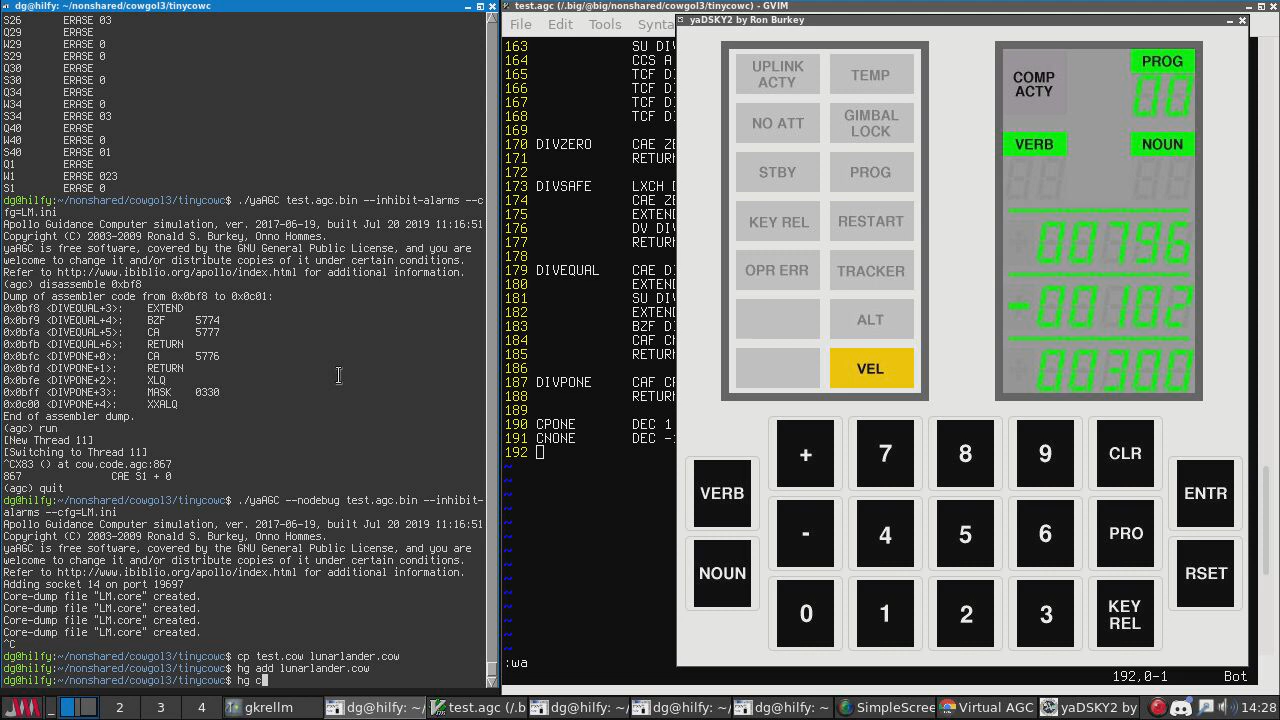 dg@hilfy: ~/nonshared/cowgol3/tinycowc
S26 ERASE 03
Q29 ERASE
W29 ERASE 0
S29 ERASE 0
Q30 ERASE
S30 ERASE 0
Q34 ERASE
W34 ERASE 0
S34 ERASE 03
Q40 ERASE
W40 ERASE 0
S40 ERASE 01
Q1 ERASE
W1 ERASE 023
S1 ERASE 0
dg@hilfy:~/nonshared/cowgol3/tinycowc$ ./yaAGC test.agc.bin --inhibit-alarms --c
fg=LM.ini
Apollo Guidance Computer simulation, ver. 2017-06-19, built Jul 20 2019 11:16:51
Copyright (C) 2003-2009 Ronald S. Burkey, Onno Hommes.
yaAGC is free software, covered by the GNU General Public License, and you are
welcome to change it and/or distribute copies of it under certain conditions.
Refer to http://www.ibiblio.org/apollo/index.html for additional information.
(agc) disassemble 0xbf8
Dump of assembler code from 0x0bf8 to 0x0c01:
0x0bf8 <DIVEQUAL+3>: EXTEND
0x0bf9 <DIVEQUAL+4>: BZF 5774
0x0bfa <DIVEQUAL+5>: CA 5777
0x0bfb <DIVEQUAL+6>: RETURN
0x0bfc <DIVPONE+0>: CA 5776
0x0bfd <DIVPONE+1>: RETURN
0x0bfe <DIVPONE+2>: XLQ
0x0bff <DIVPONE+3>: MASK 0330
0x0c00 <DIVPONE+4>: XXALQ
End of assembler dump.
(agc) run
[New Thread 11]
[Switching to Thread 11]
CX83 () at cow.code.agc:867
867 CAE S1 + 0
(agc) quit
dg@hilfy:~/nonshared/cowgol3/tinycowc$ ./yaAGC --nodebug test.agc.bin --inhibit-
alarms --cfg=LM.ini
Apollo Guidance Computer simulation, ver. 2017-06-19, built Jul 20 2019 11:16:51
Copyright (C) 2003-2009 Ronald S. Burkey, Onno Hommes.
yaAGC is free software, covered by the GNU General Public License, and you are
welcome to change it and/or distribute copies of it under certain conditions.
Refer to http://www.ibiblio.org/apollo/index.html for additional information.
Adding socket 14 on port 19697
Core-dump file "LM.core" created.
Core-dump file "LM.core" created.
Core-dump file "LM.core" created.
Core-dump file "LM.core" created.
^C
dg@hilfy:~/nonshared/cowgol3/tinycowc$ cp test.cow lunarlander.cow
dg@hilfy:~/nonshared/cowgol3/tinycowc$ hg add lunarlander.cow
dg@hilfy:~/nonshared/cowgol3/tinycowc$ hg c
test.agc (/.big/@big/nonshared/cowgol3/tinycowc) - GVIM
File Edit Tools Synta
163 SU DIV
164 CCS A
165 TCF D
166 TCF D
167 TCF D
168 TCF D
169
170 DIVZERO CAE ZE
171 RETURN
172
173 DIVSAFE LXCH D
174 CAE ZE
175 EXTEND
176 DV DIV
177 RETURN
178
179 DIVEQUAL CAE D
180 EXTEND
181 SU DIV
182 EXTEND
183 BZF D
184 CAF C
185 RETURN
186
187 DIVPONE CAF C
188 RETURN
189
190 CPONE DEC 1
191 CNONE DEC -
192
~
~
~
~
~
~
~
~
~
~
~
~
~
~
:wa
192,0-1 Bot
yaDSKY2 by Ron Burkey
UPLINK ACTY
TEMP
NO ATT
GIMBAL LOCK
STBY
PROG
KEY REL
RESTART
OPR ERR
TRACKER
ALT
VEL
COMP ACTY
PROG
00
VERB
NOUN
00796
-00102
00300
+ 7 8 9 CLR
VERB
ENTR
- 4 5 6 PRO
NOUN
RSET
0 1 2 3 KEY REL
2 3 4 gkrellm dg@hilfy: ~/ test.agc (/.b dg@hilfy: ~/ dg@hilfy: ~/ dg@hilfy: ~/ SimpleScree Virtual AGC yaDSKY2 by 14:28